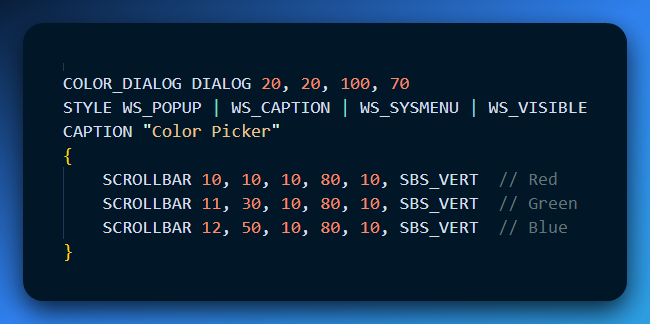 COLOR_DIALOG DIALOG 20, 20, 100, 70
STYLE WS_POPUP | WS_CAPTION | WS_SYSMENU | WS_VISIBLE
CAPTION "Color Picker"
{
    SCROLLBAR 10, 10, 10, 80, 10, SBS_VERT  // Red
    SCROLLBAR 11, 30, 10, 80, 10, SBS_VERT  // Green
    SCROLLBAR 12, 50, 10, 80, 10, SBS_VERT  // Blue
}